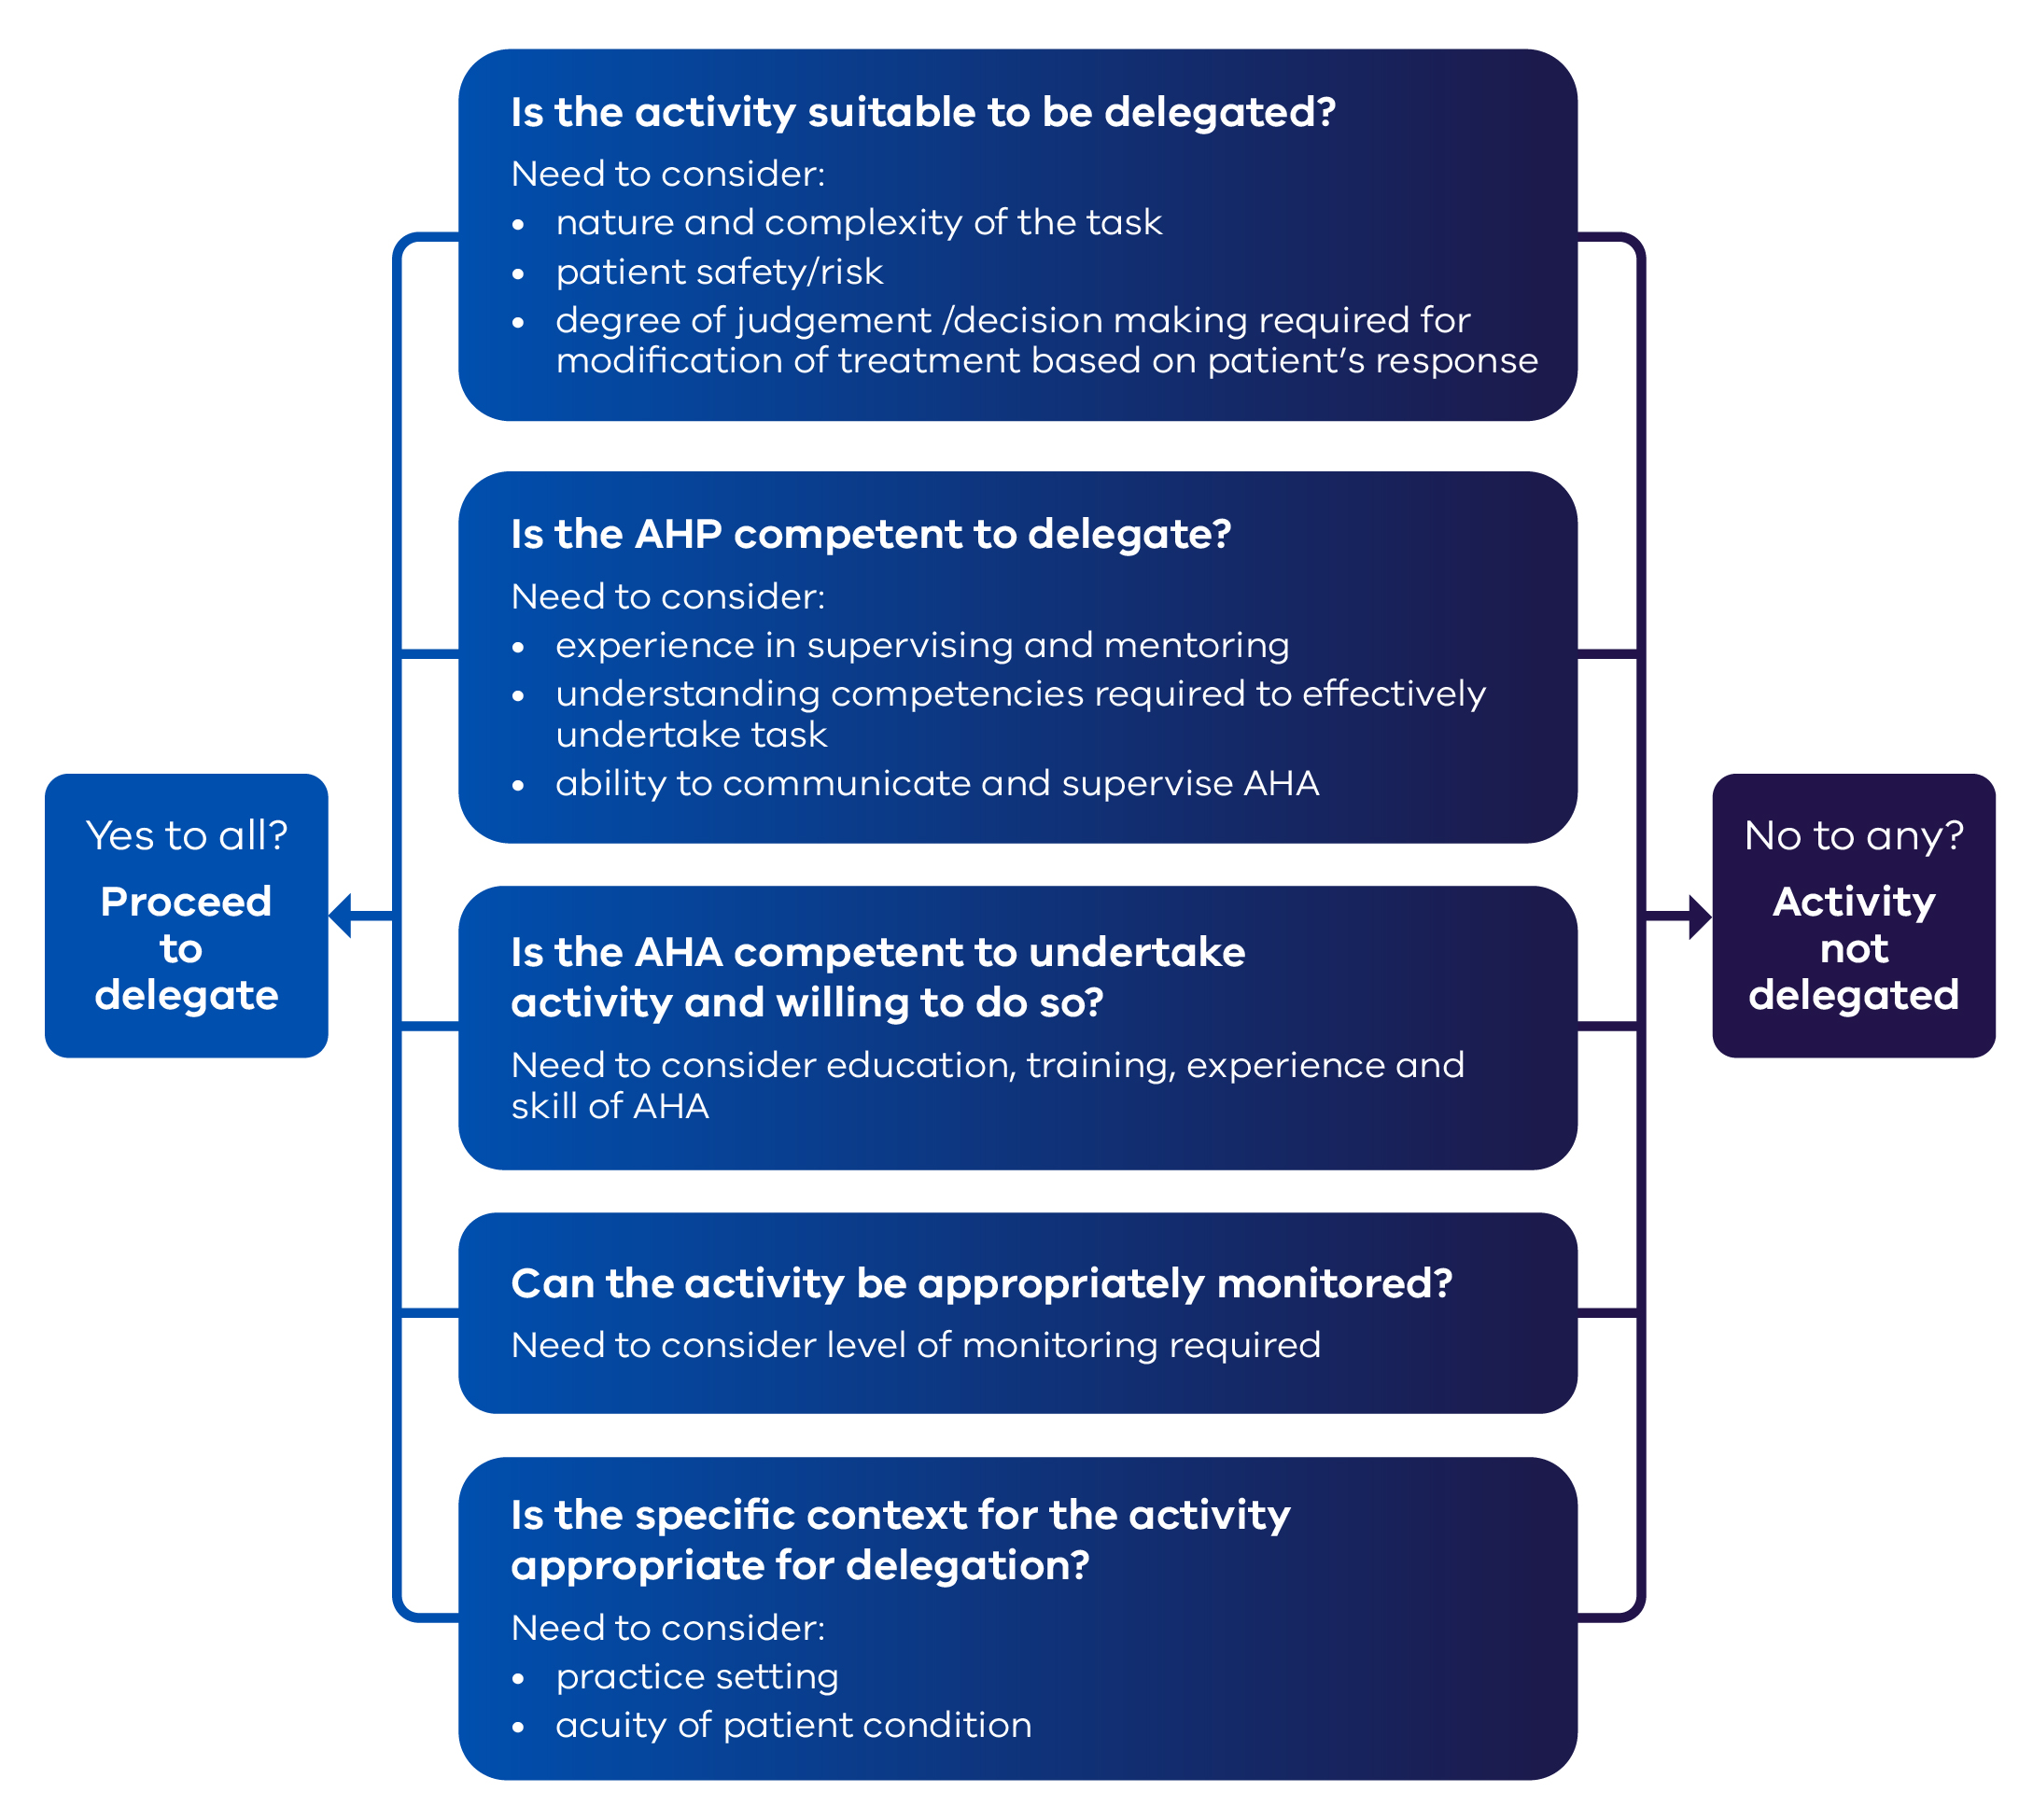 Is the activity suitable to be delegated?
Need to consider:
• nature and complexity of the task
• patient safety/risk
• degree of judgement /decision making required for
modification of treatment based on patient’s response
Is the AHP competent to delegate?
Need to consider:
• experience in supervising and mentoring
• understanding competencies required to effectively
undertake task
• ability to communicate and supervise AHA
Yes to all?
Proceed
to
delegate
No to any?
Activity
not
delegated
Is the AHA competent to undertake
activity and willing to do so?
Need to consider education, training, experience and
skill of AHA
Can the activity be appropriately monitored?
Need to consider level of monitoring required
Is the specific context for the activity
appropriate for delegation?
Need to consider:
• practice setting
• acuity of patient condition